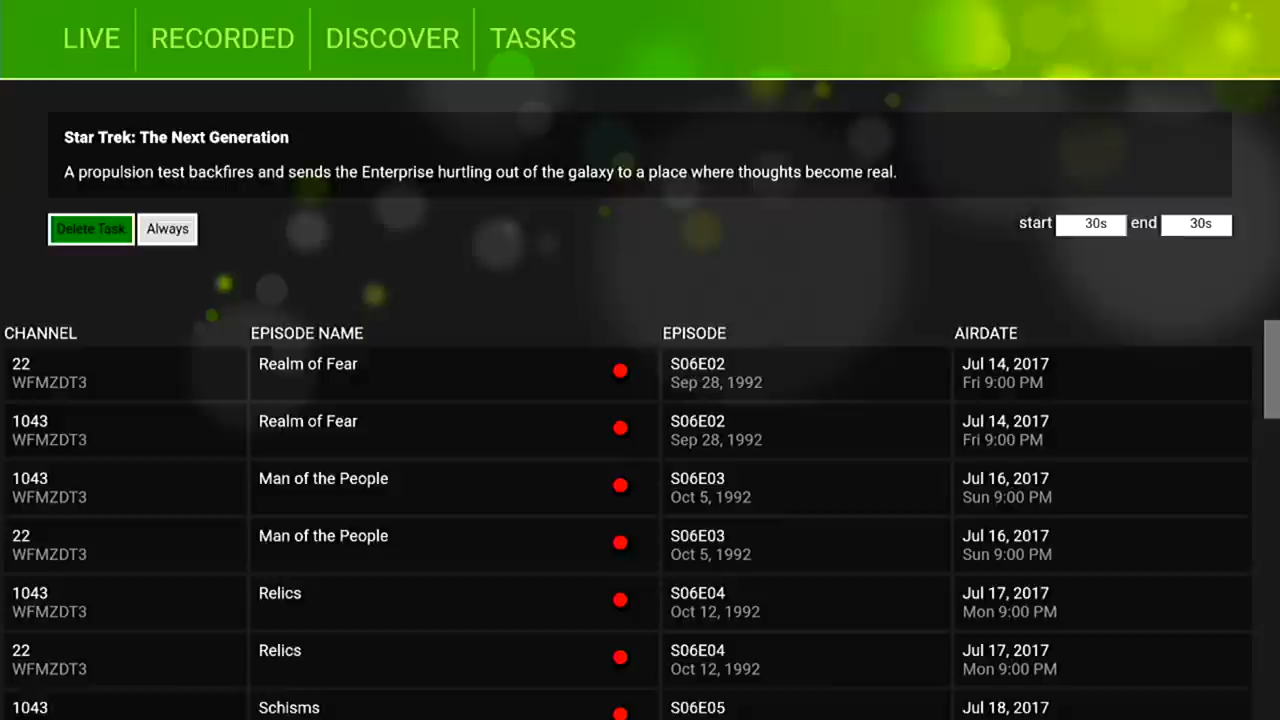 LIVE RECORDED DISCOVER TASKS
Star Trek: The Next Generation
A propulsion test backfires and sends the Enterprise hurtling out of the galaxy to a place where thoughts become real.
Delete Task Always start 30s end 30s
CHANNEL EPISODE NAME EPISODE AIRDATE
22 Realm of Fear S06E02 Jul 14, 2017
WFMZDT3 Sep 28, 1992 Fri 9:00 PM
1043 Realm of Fear S06E02 Jul 14, 2017
WFMZDT3 Sep 28, 1992 Fri 9:00 PM
1043 Man of the People S06E03 Jul 16, 2017
WFMZDT3 Oct 5, 1992 Sun 9:00 PM
22 Man of the People S06E03 Jul 16, 2017
WFMZDT3 Oct 5, 1992 Sun 9:00 PM
1043 Relics S06E04 Jul 17, 2017
WFMZDT3 Oct 12, 1992 Mon 9:00 PM
22 Relics S06E04 Jul 17, 2017
WFMZDT3 Oct 12, 1992 Mon 9:00 PM
1043 Schisms S06E05 Jul 18, 2017